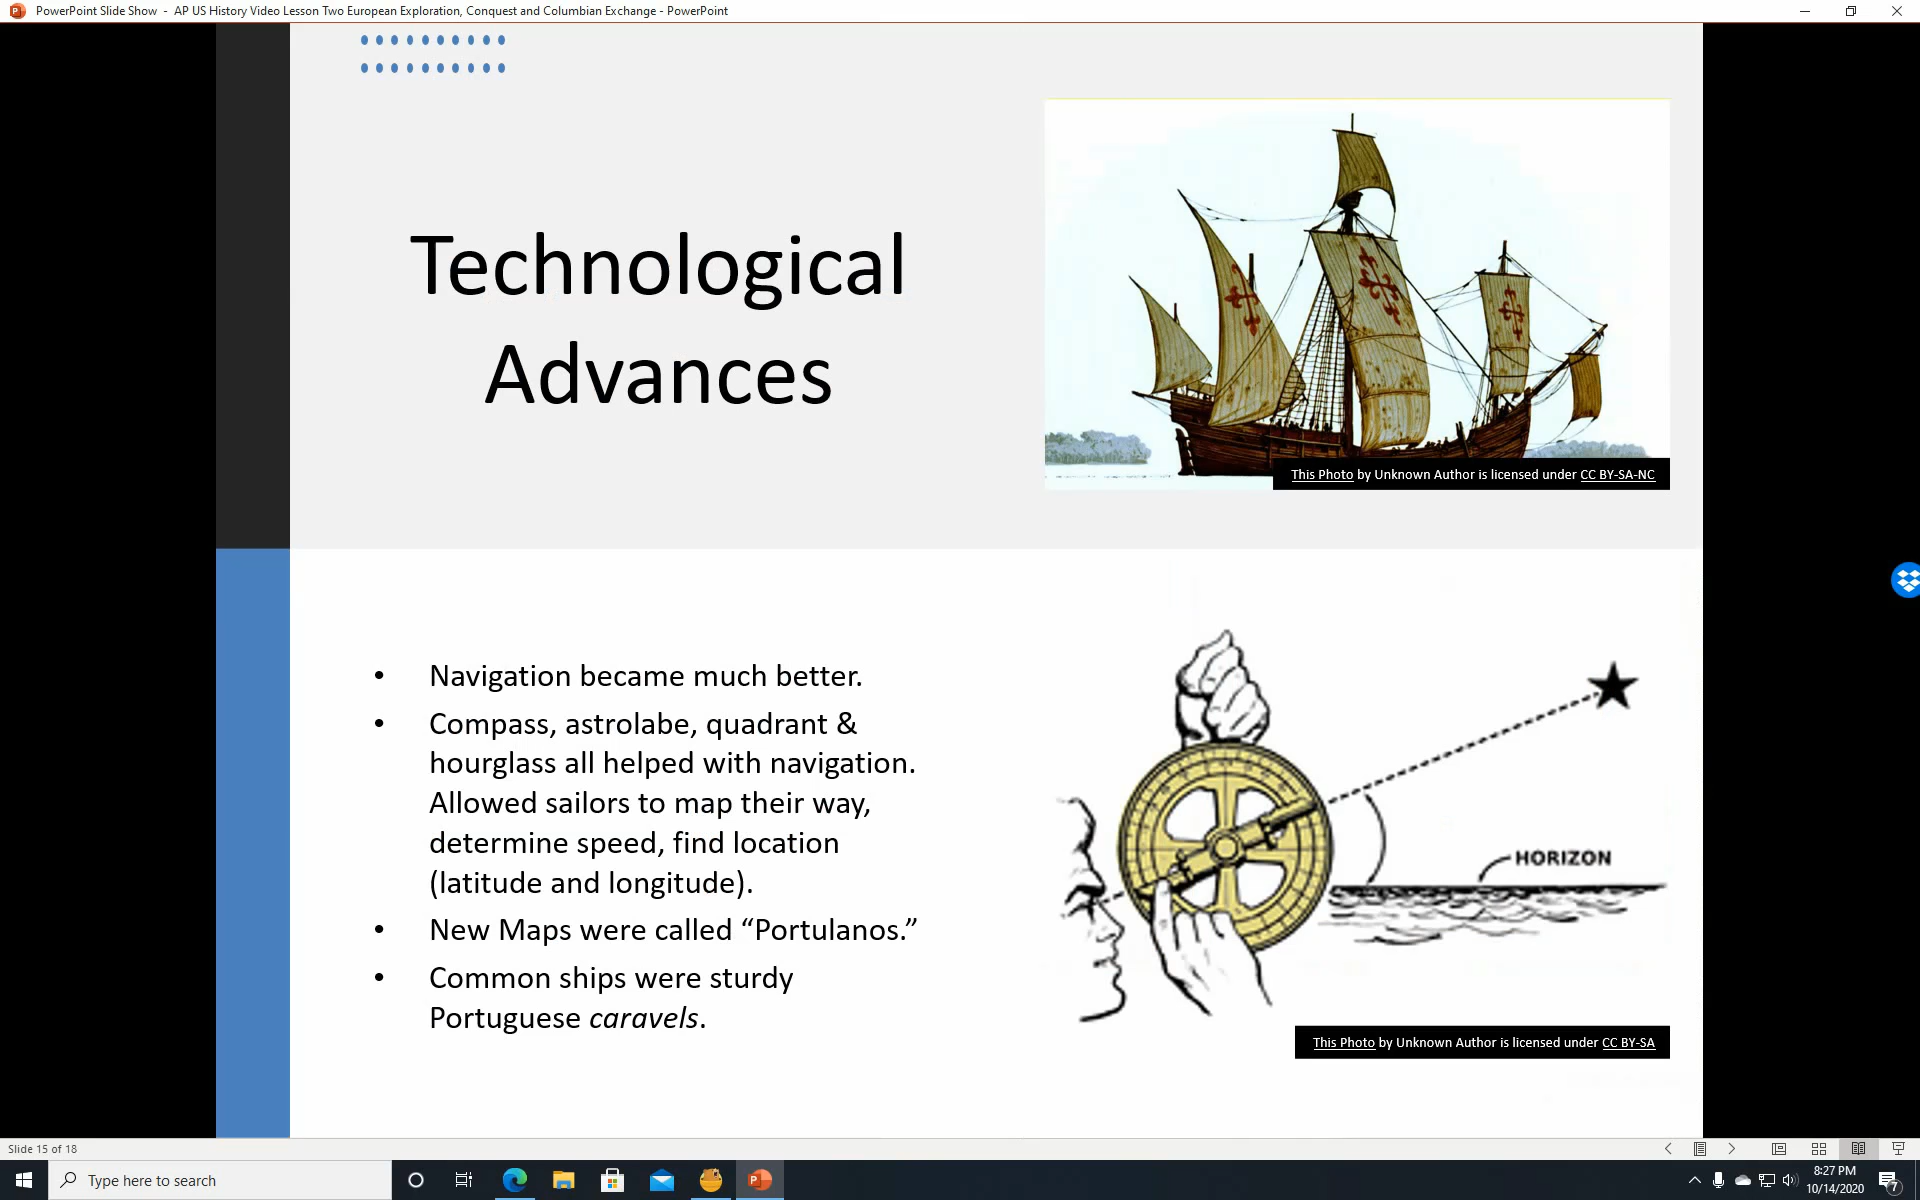 PowerPoint Slide Show - AP US History Video Lesson Two European Exploration, Conquest and Columbian Exchange - PowerPoint
Technological
Advances
This Photo by Unknown Author is licensed under CC BY-SA-NC
• Navigation became much better.
• Compass, astrolabe, quadrant &
hourglass all helped with navigation.
Allowed sailors to map their way,
determine speed, find location
(latitude and longitude).
• New Maps were called “Portulanos.”
• Common ships were sturdy
Portuguese caravels.
HORIZON
This Photo by Unknown Author is licensed under CC BY-SA
Slide 15 of 18
Type here to search
8:27 PM
10/14/2020
7